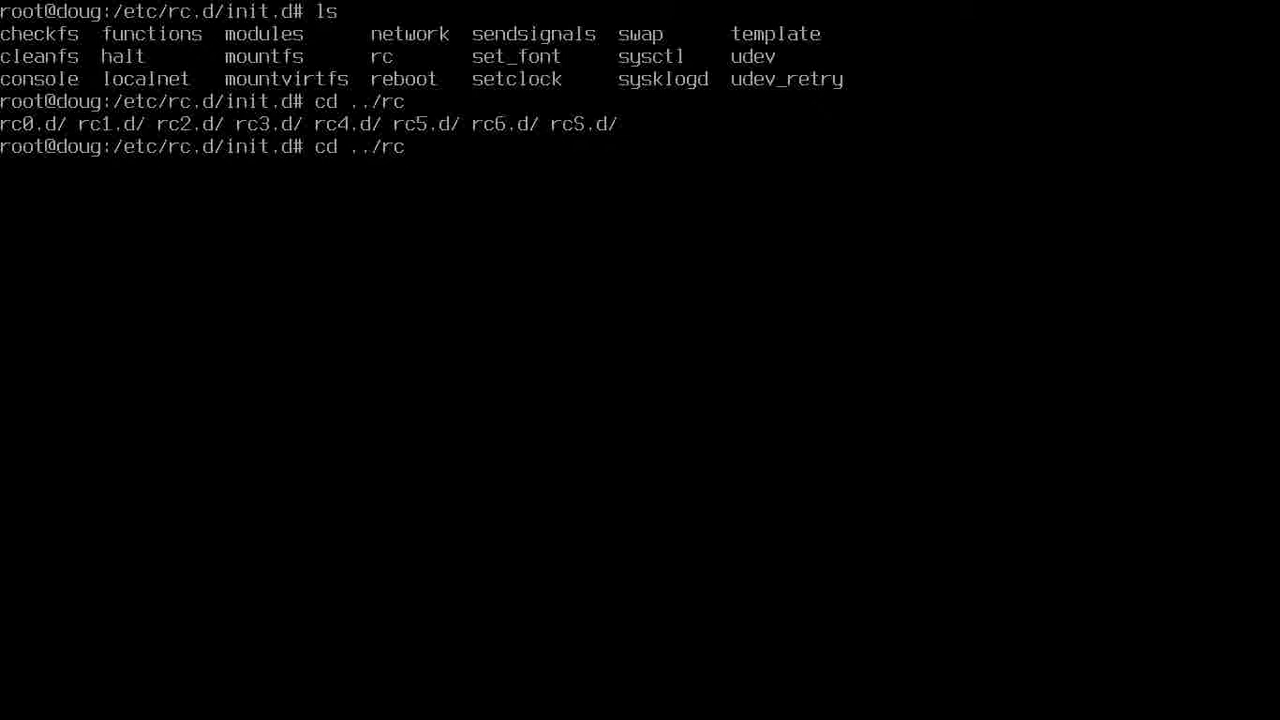 root@doug:/etc/rc.d/init.d# ls
checkfs functions modules network sendsignals swap template
cleanfs halt mountfs rc set_font sysctl udev
console localnet mountvirtfs reboot setclock sysklogd udev_retry
root@doug:/etc/rc.d/init.d# cd ../rc
rc0.d/ rc1.d/ rc2.d/ rc3.d/ rc4.d/ rc5.d/ rc6.d/ rcS.d/
root@doug:/etc/rc.d/init.d# cd ../rc